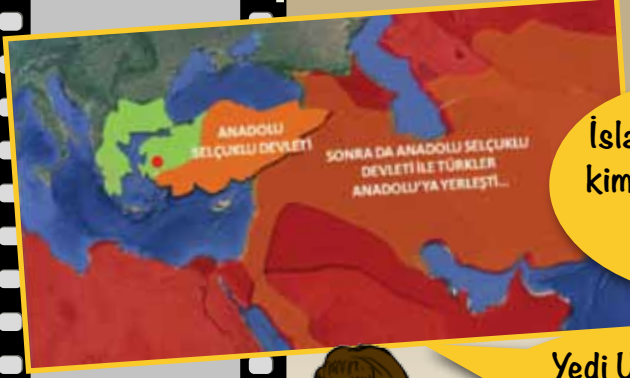 ANADOLU
SELÇUKLU DEVLETİ
SONRA DA ANADOLU SELÇUKLU
DEVLETİ İLE TÜRKLER
ANADOLU'YA YERLEŞTİ...
İsla
kim
Yedi U